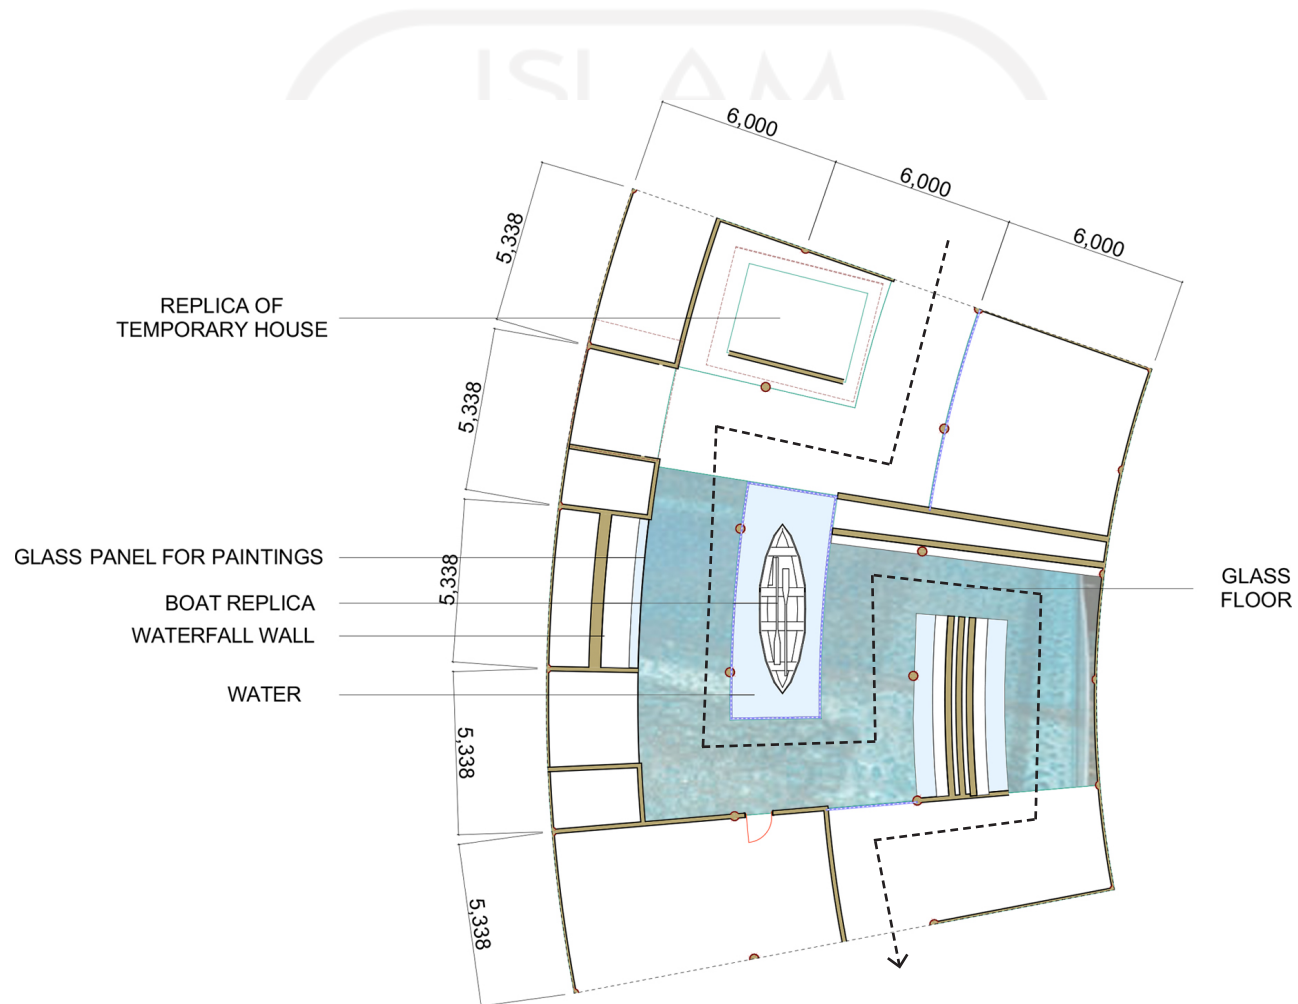 ISLAM
6,000
6,000
6,000
5,338
5,338
5,338
5,338
5,338
REPLICA OF
TEMPORARY HOUSE
GLASS PANEL FOR PAINTINGS
BOAT REPLICA
WATERFALL WALL
WATER
GLASS
FLOOR